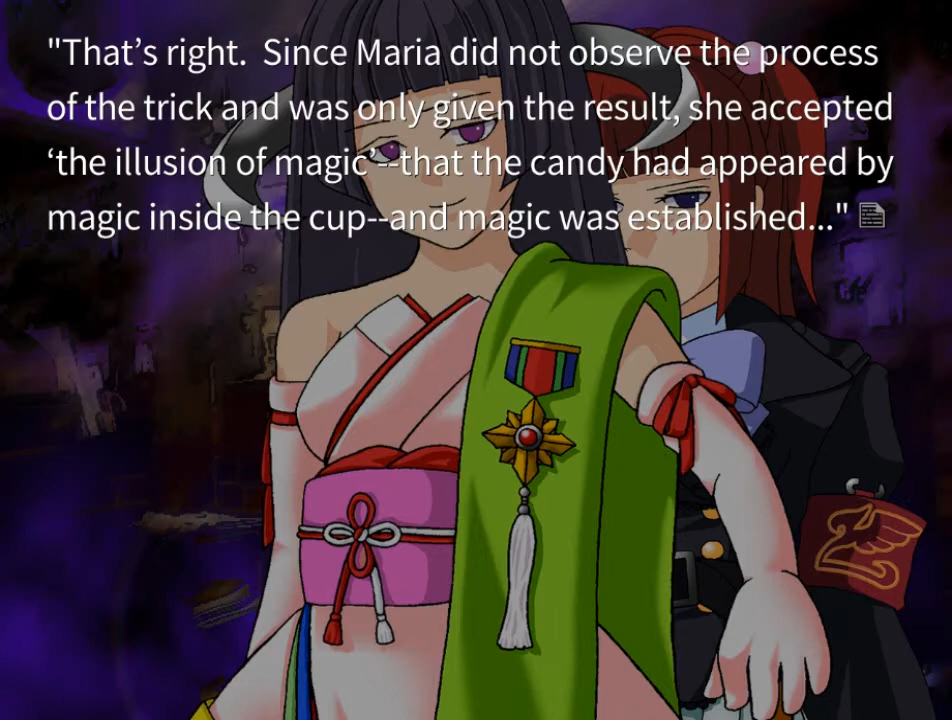 "That’s right.  Since Maria did not observe the process
of the trick and was only given the result, she accepted
‘the illusion of magic’--that the candy had appeared by
magic inside the cup--and magic was established..."